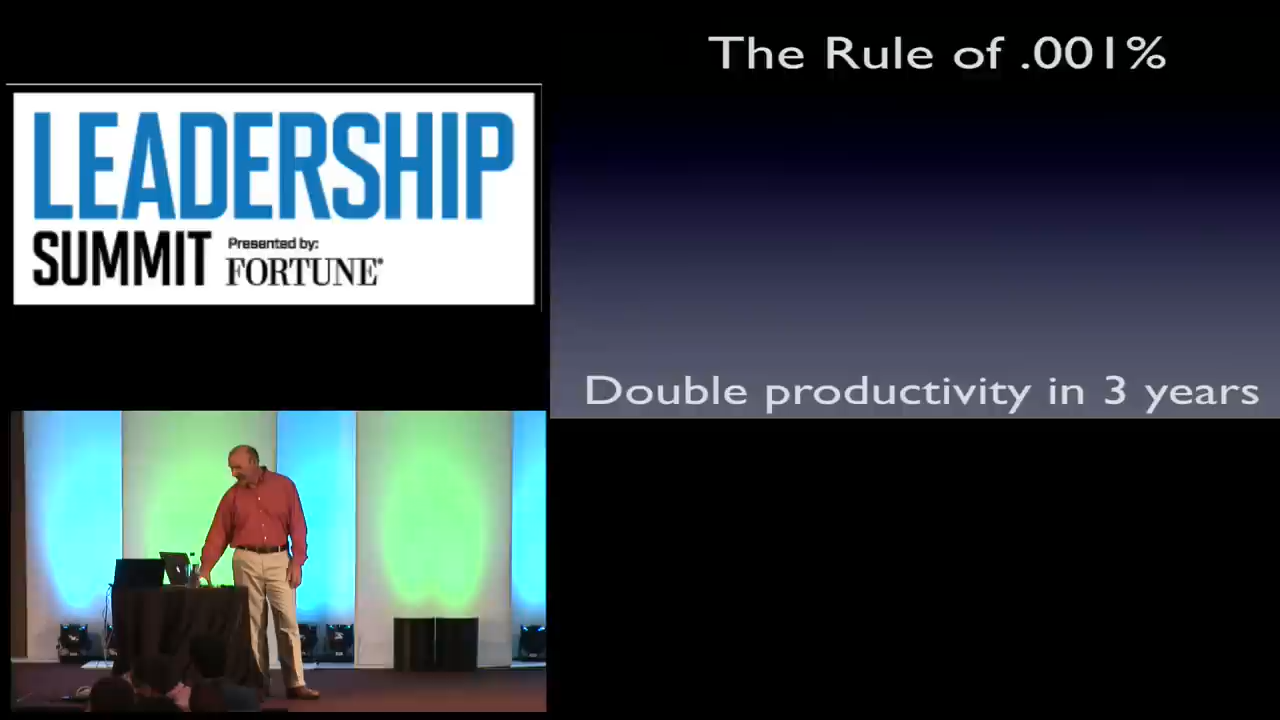 The Rule of .001%
LEADERSHIP
SUMMIT
Presented by:
FORTUNE®
Double productivity in 3 years